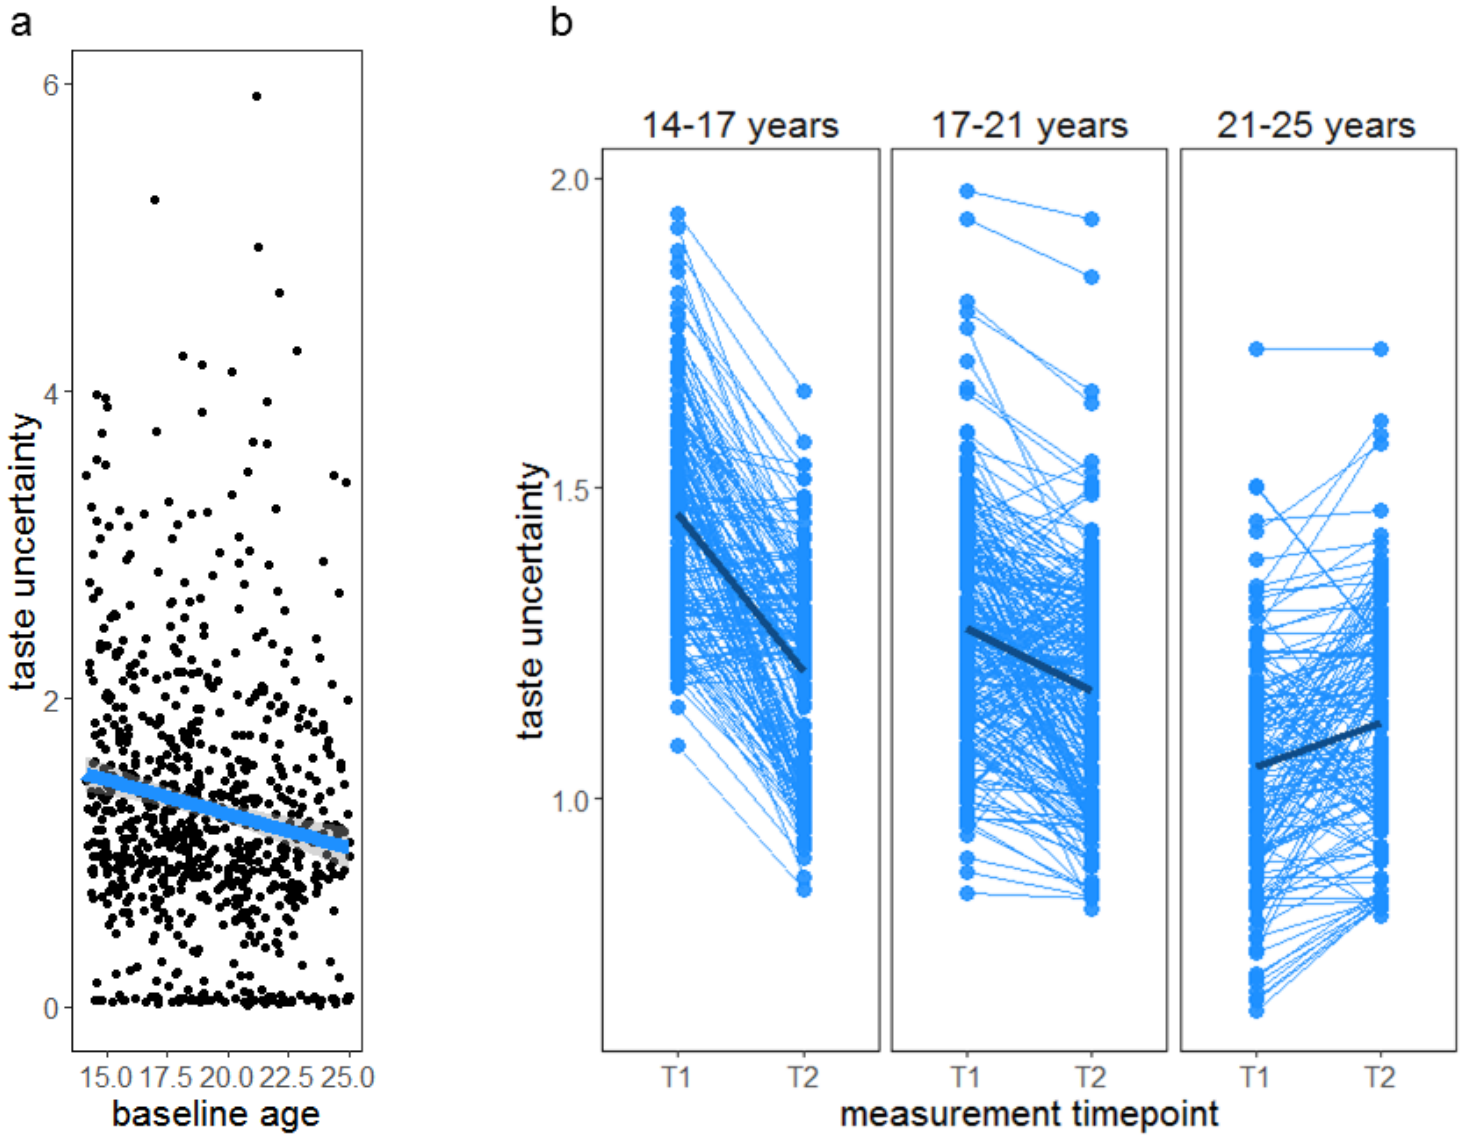 a
taste uncertainty
6
4
2
0
15.0 17.5 20.0 22.5 25.0
baseline age
b
14-17 years 17-21 years 21-25 years
taste uncertainty
2.0
1.5
1.0
T1 T2 T1 T2 T1 T2
measurement timepoint